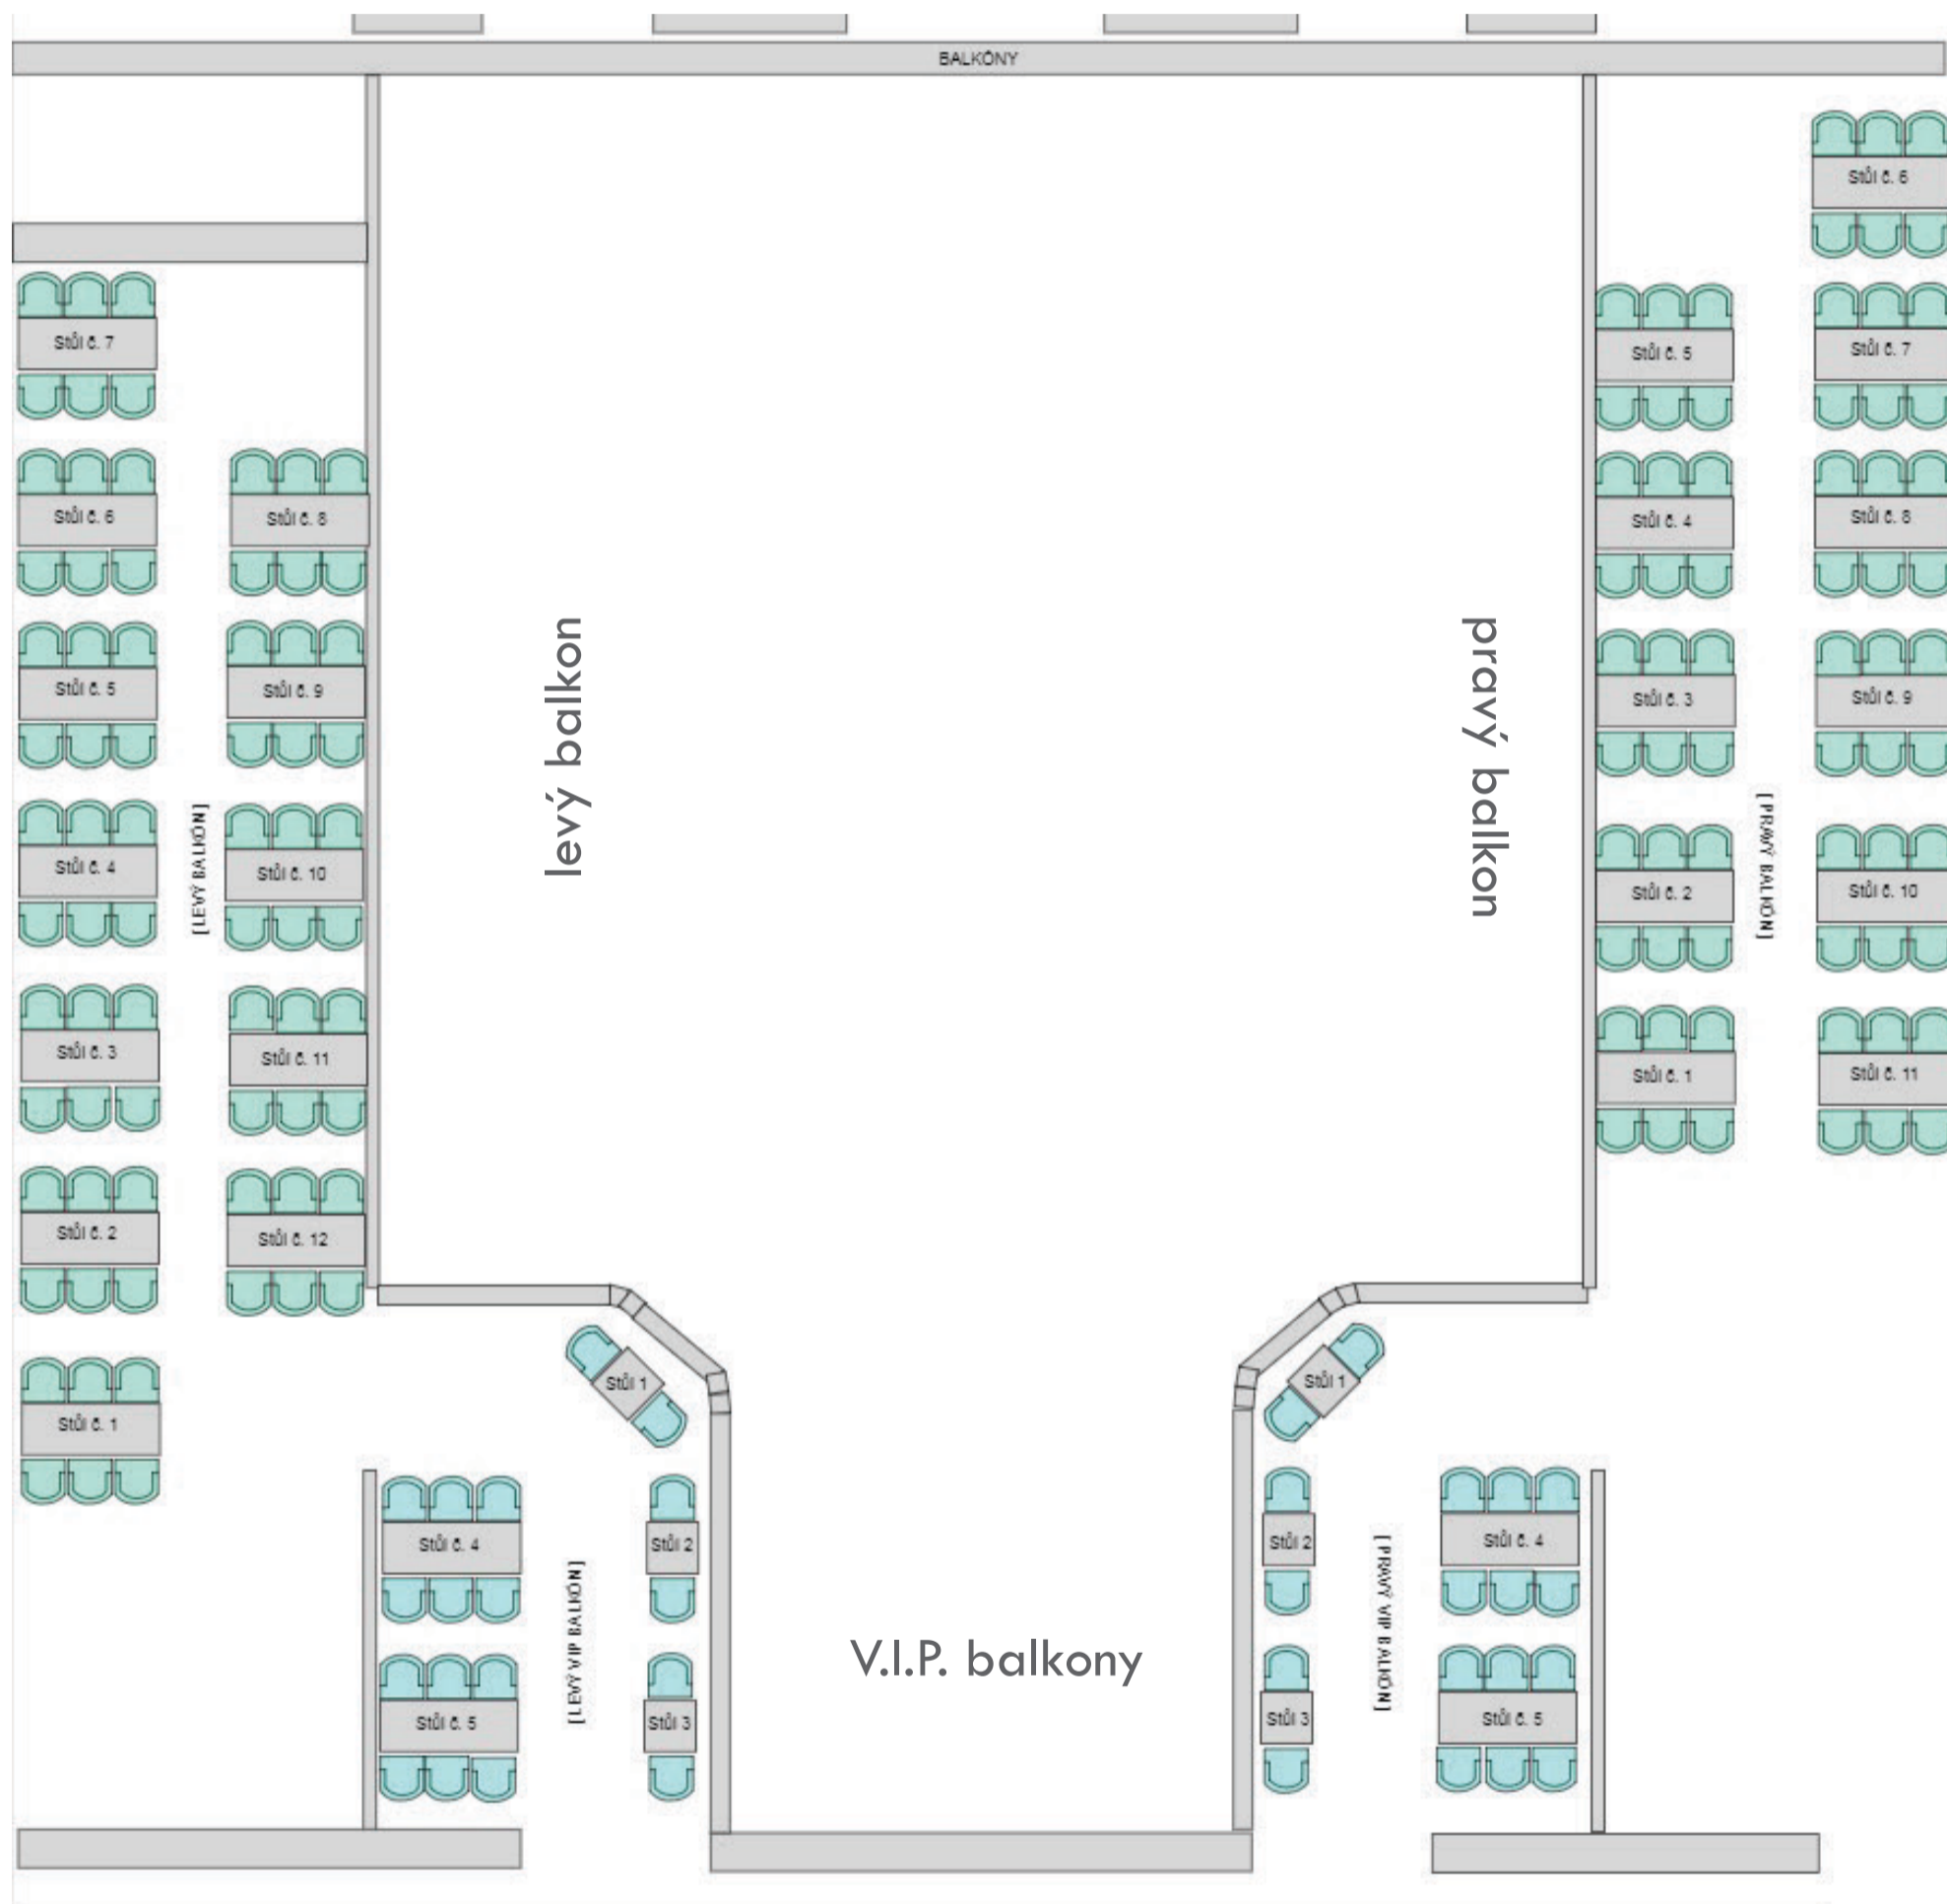 BALKÓNY
Stůl č. 6
Stůl č. 7
Stůl č. 5
Stůl č. 7
Stůl č. 6
Stůl č. 8
Stůl č. 4
Stůl č. 8
levý balkon
pravý balkon
Stůl č. 5
Stůl č. 9
Stůl č. 3
Stůl č. 9
[LEVÝ BALKÓN]
[PRAVÝ BALKÓN]
Stůl č. 4
Stůl č. 10
Stůl č. 2
Stůl č. 10
Stůl č. 3
Stůl č. 11
Stůl č. 1
Stůl č. 11
Stůl č. 2
Stůl č. 12
Stůl 1
Stůl 1
Stůl č. 1
Stůl č. 4
Stůl 2
Stůl 2
Stůl č. 4
[LEVÝ VIP BALKÓN]
[PRAVÝ VIP BALKÓN]
V.I.P. balkony
Stůl č. 5
Stůl 3
Stůl 3
Stůl č. 5